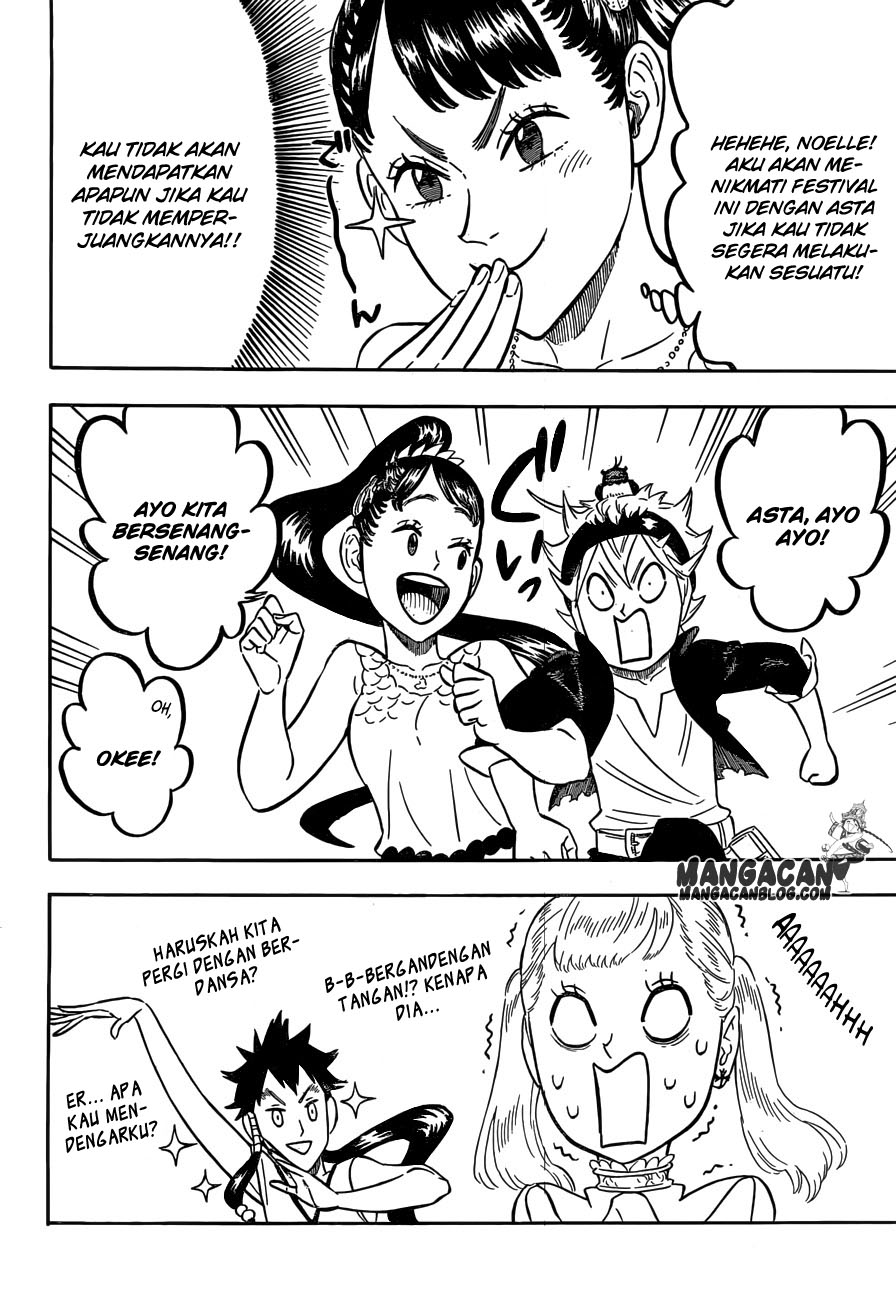 HEHEHE, NOELLE!
AKU AKAN ME-
NIKMATI FESTIVAL
INI DENGAN ASTA
JIKA KAU TIDAK
SEGERA MELAKU-
KAN SESUATU!
KAU TIDAK AKAN
MENDAPATKAN
APAPUN JIKA KAU
TIDAK MEMPER-
JUANGKANNYA!!
ASTA, AYO
AYO!
AYO KITA
BERSENANG-
SENANG!
OH,
OKEE!
MANGACAN
MANGACANBLOG.COM
AAAAAAAHHH
B-B-BERGANDENGAN
TANGAN!? KENAPA
DIA...
HARUSKAH KITA
PERGI DENGAN BER-
DANSA?
ER... APA
KAU MEN-
DENGARKU?